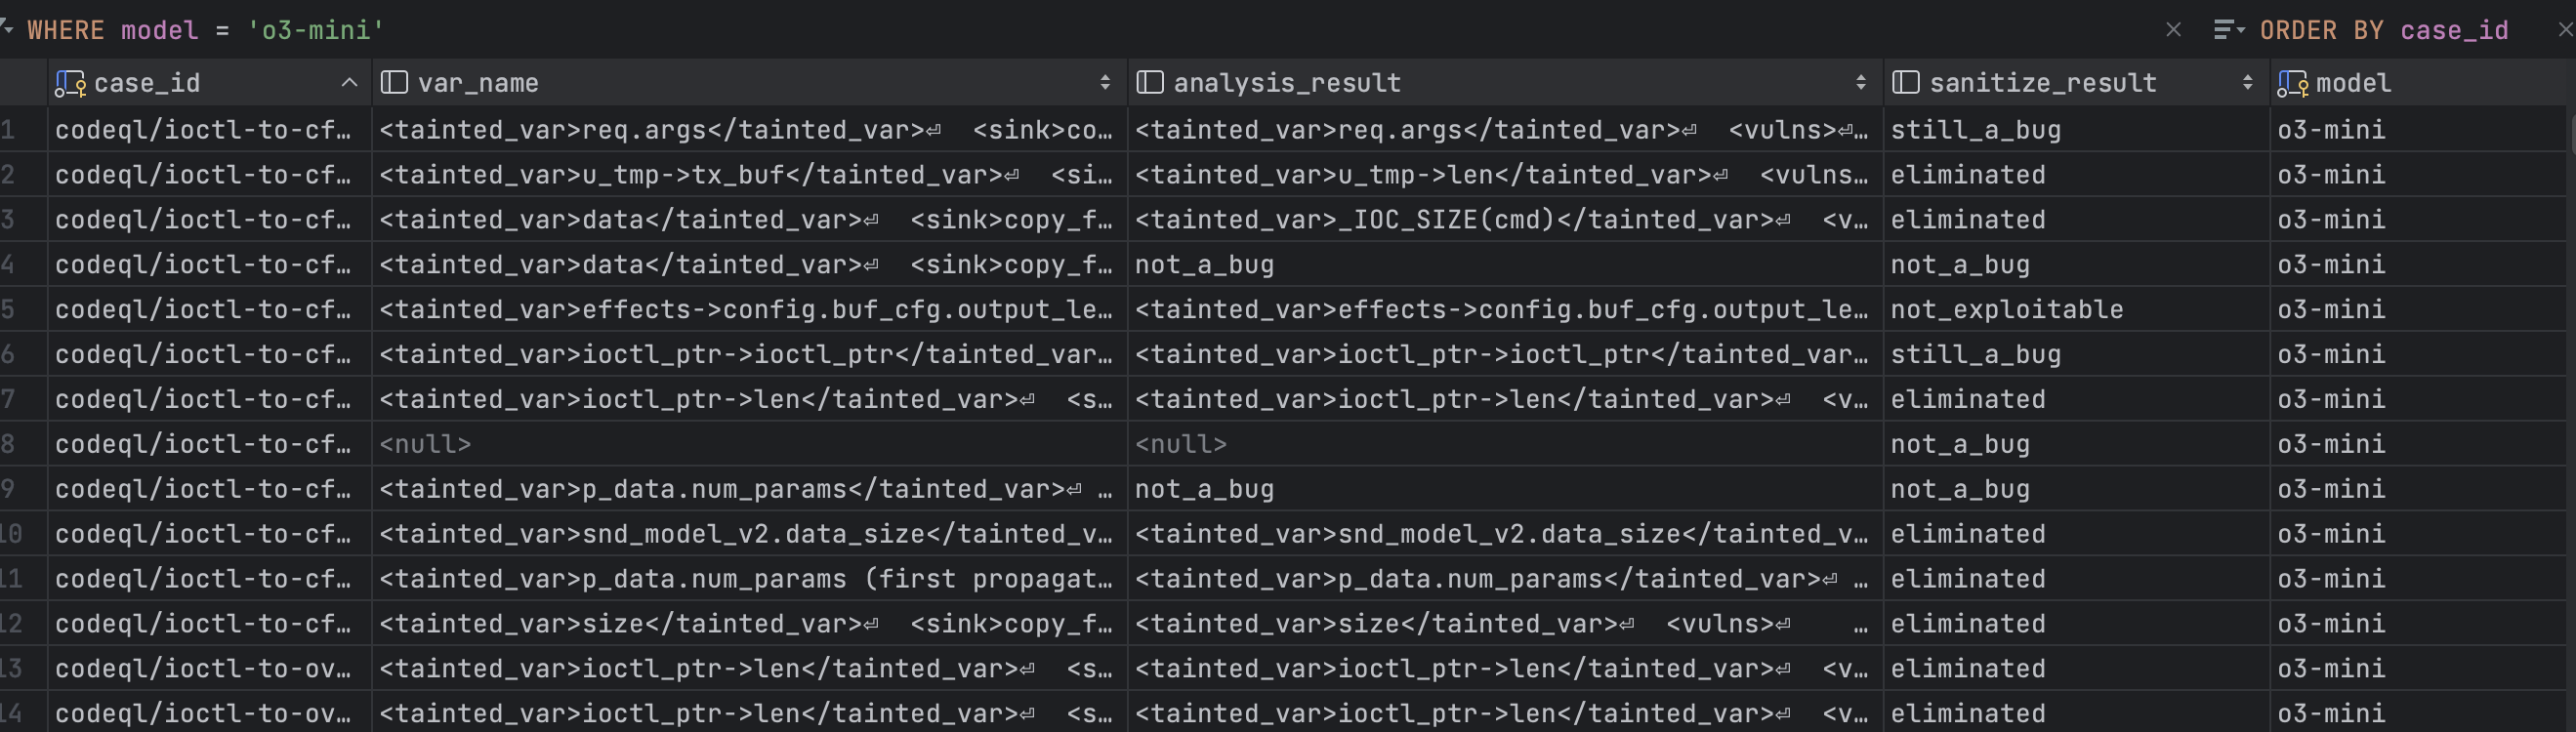 WHERE model = 'o3-mini' ORDER BY case_id
case_id var_name analysis_result sanitize_result model
1 codeql/ioctl-to-cf… <tainted_var>req.args</tainted_var>⏎ <sink>co… <tainted_var>req.args</tainted_var>⏎ <vulns>⏎… still_a_bug o3-mini
2 codeql/ioctl-to-cf… <tainted_var>u_tmp->tx_buf</tainted_var>⏎ <si… <tainted_var>u_tmp->len</tainted_var>⏎ <vulns… eliminated o3-mini
3 codeql/ioctl-to-cf… <tainted_var>data</tainted_var>⏎ <sink>copy_f… <tainted_var>_IOC_SIZE(cmd)</tainted_var>⏎ <v… eliminated o3-mini
4 codeql/ioctl-to-cf… <tainted_var>data</tainted_var>⏎ <sink>copy_f… not_a_bug not_a_bug o3-mini
5 codeql/ioctl-to-cf… <tainted_var>effects->config.buf_cfg.output_le… <tainted_var>effects->config.buf_cfg.output_le… not_exploitable o3-mini
6 codeql/ioctl-to-cf… <tainted_var>ioctl_ptr->ioctl_ptr</tainted_var… <tainted_var>ioctl_ptr->ioctl_ptr</tainted_var… still_a_bug o3-mini
7 codeql/ioctl-to-cf… <tainted_var>ioctl_ptr->len</tainted_var>⏎ <s… <tainted_var>ioctl_ptr->len</tainted_var>⏎ <v… eliminated o3-mini
8 codeql/ioctl-to-cf… <null> <null> not_a_bug o3-mini
9 codeql/ioctl-to-cf… <tainted_var>p_data.num_params</tainted_var>⏎ … not_a_bug not_a_bug o3-mini
10 codeql/ioctl-to-cf… <tainted_var>snd_model_v2.data_size</tainted_v… <tainted_var>snd_model_v2.data_size</tainted_v… eliminated o3-mini
11 codeql/ioctl-to-cf… <tainted_var>p_data.num_params (first propagat… <tainted_var>p_data.num_params</tainted_var>⏎ … eliminated o3-mini
12 codeql/ioctl-to-cf… <tainted_var>size</tainted_var>⏎ <sink>copy_f… <tainted_var>size</tainted_var>⏎ <vulns>⏎ … eliminated o3-mini
13 codeql/ioctl-to-ov… <tainted_var>ioctl_ptr->len</tainted_var>⏎ <s… <tainted_var>ioctl_ptr->len</tainted_var>⏎ <v… eliminated o3-mini
14 codeql/ioctl-to-ov… <tainted_var>ioctl_ptr->len</tainted_var>⏎ <s… <tainted_var>ioctl_ptr->len</tainted_var>⏎ <v… eliminated o3-mini